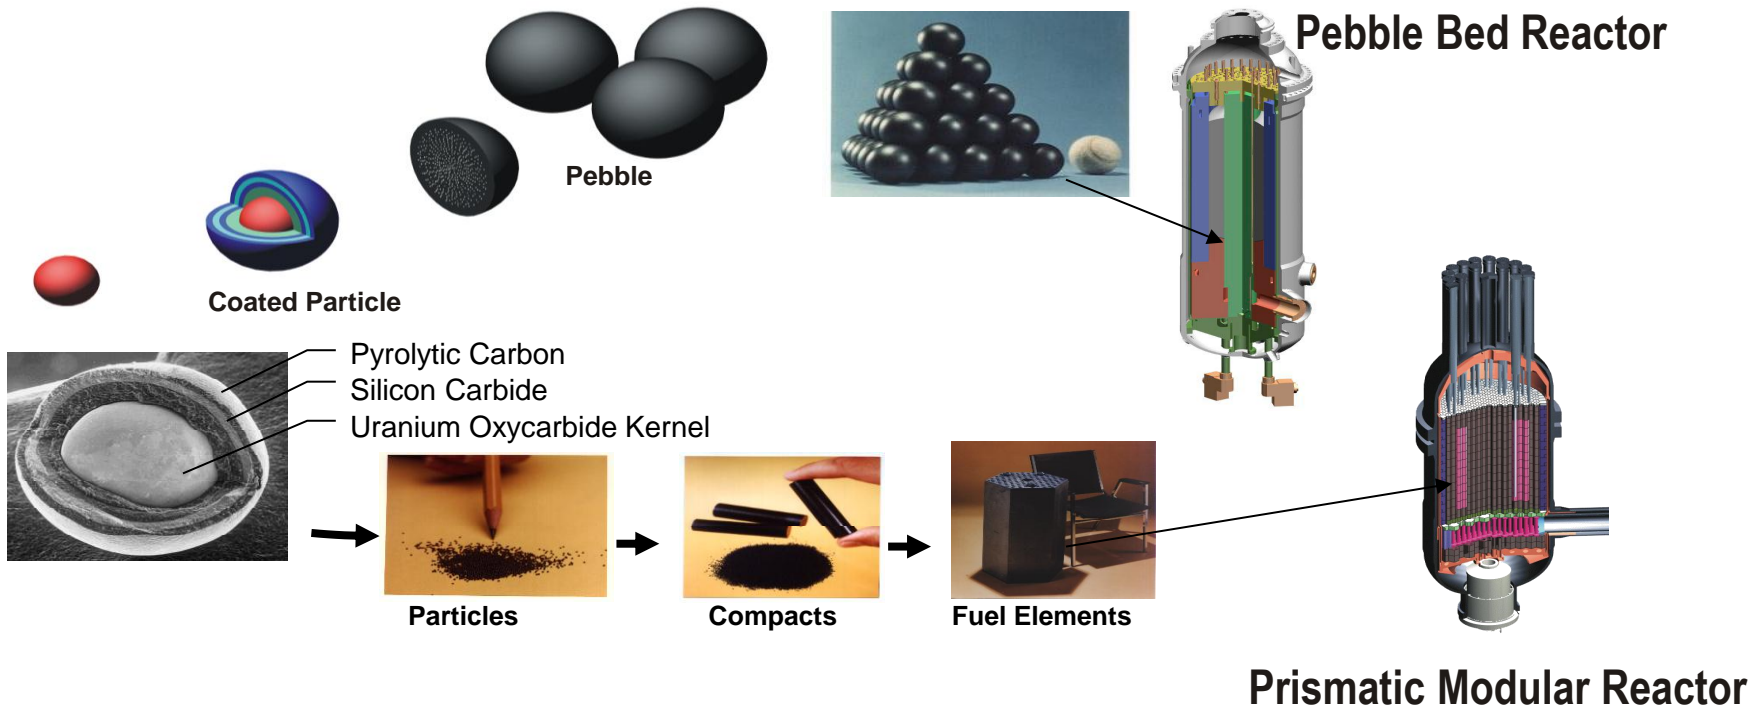 Pebble Bed Reactor
Pebble
Coated Particle
Pyrolytic Carbon
Silicon Carbide
Uranium Oxycarbide Kernel
Particles
Compacts
Fuel Elements
Prismatic Modular Reactor